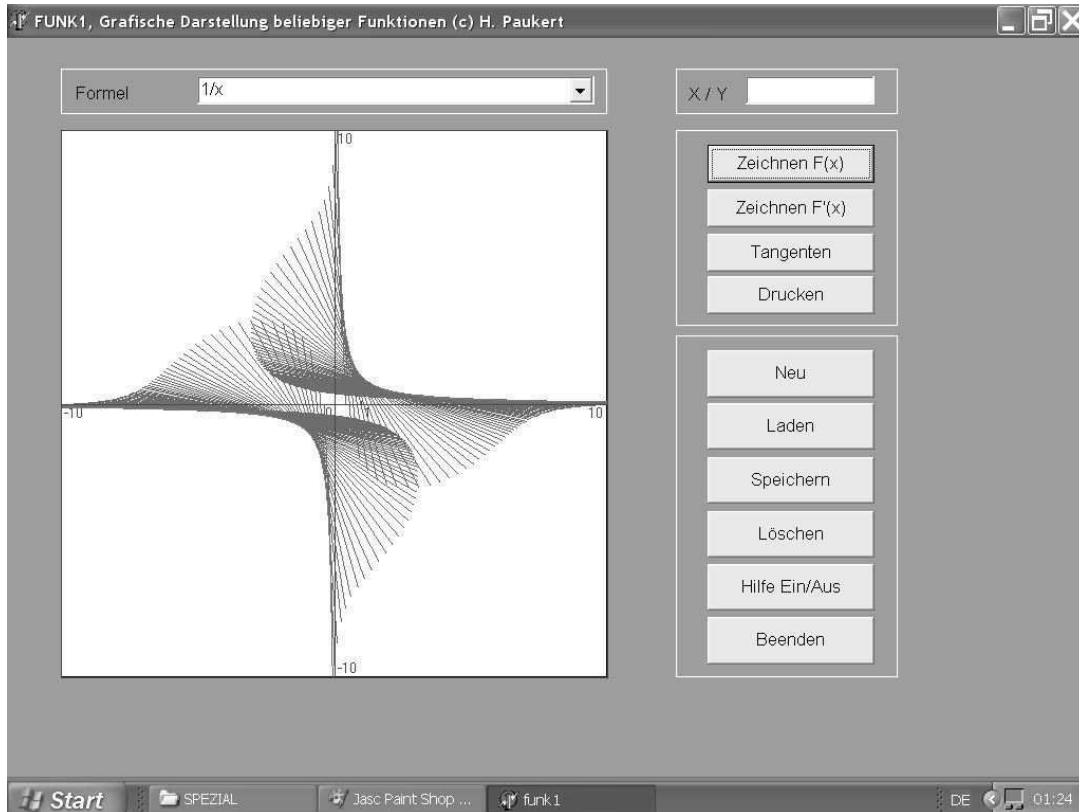 FUNK1, Grafische Darstellung beliebiger Funktionen (c) H. Paukert
Formel
1/x
X / Y
10
-10
0
1
10
-10
Zeichnen F(x)
Zeichnen F'(x)
Tangenten
Drucken
Neu
Laden
Speichern
Löschen
Hilfe Ein/Aus
Beenden
Start
SPEZIAL
Jasc Paint Shop ...
funk1
DE
01:24